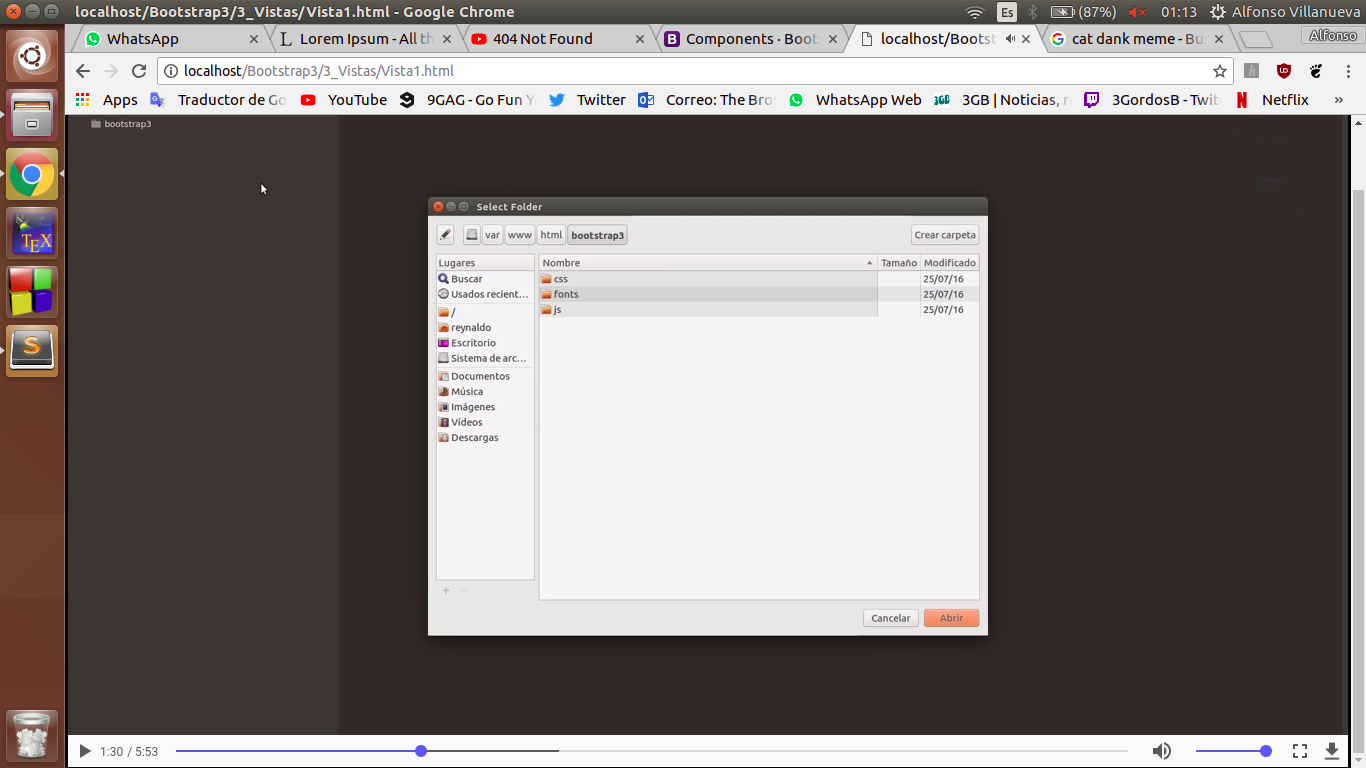 localhost/Bootstrap3/3_Vistas/Vista1.html - Google Chrome
Es
(87%)
01:13
Alfonso Villanueva
WhatsApp
Lorem Ipsum - All th
404 Not Found
Components · Boots
localhost/Bootst
cat dank meme - Bu
Alfonso
localhost/Bootstrap3/3_Vistas/Vista1.html
Apps
Traductor de Go
YouTube
9GAG - Go Fun Y
Twitter
Correo: The Bro
WhatsApp Web
3GB | Noticias, r
3GordosB - Twit
Netflix
»
bootstrap3
Select Folder
var
www
html
bootstrap3
Crear carpeta
Lugares
Nombre
Tamaño
Modificado
Buscar
css
25/07/16
Usados recient...
fonts
25/07/16
/
js
25/07/16
reynaldo
Escritorio
Sistema de arc...
Documentos
Música
Imágenes
Vídeos
Descargas
Cancelar
Abrir
1:30 / 5:53